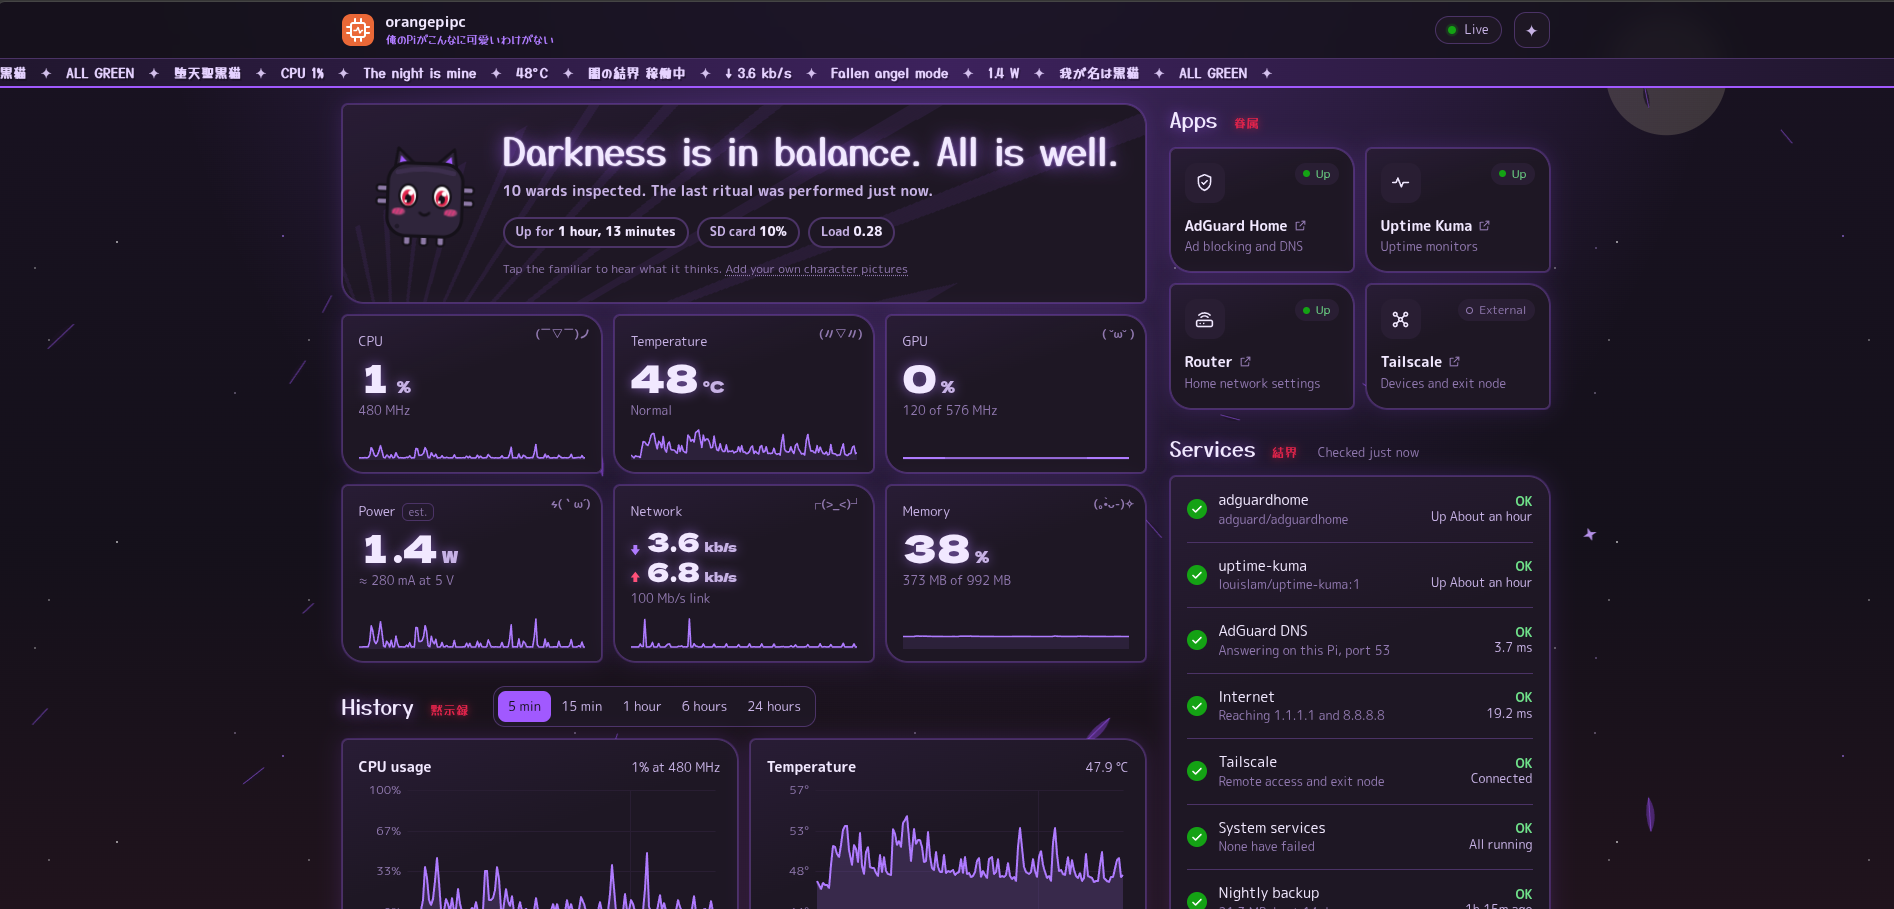 orangepipc
俺のPiがこんなに可愛いわけがない
Live
黒猫 ✦ ALL GREEN ✦ 堕天聖黒猫 ✦ CPU 1% ✦ The night is mine ✦ 48°C ✦ 闇の結界 稼働中 ✦ ↓ 3.6 kb/s ✦ Fallen angel mode ✦ 1.4 W ✦ 我が名は黒猫 ✦ ALL GREEN ✦
Darkness is in balance. All is well.
10 wards inspected. The last ritual was performed just now.
Up for 1 hour, 13 minutes
SD card 10%
Load 0.28
Tap the familiar to hear what it thinks. Add your own character pictures
CPU
(￣▽￣)ノ
1 %
480 MHz
Temperature
(〃▽〃)
48 °C
Normal
GPU
(˘ω˘)
0 %
120 of 576 MHz
Power est.
ϟ(`ω´)
1.4 W
≈ 280 mA at 5 V
Network
┌(>_<)┘
3.6 kb/s
6.8 kb/s
100 Mb/s link
Memory
38 %
373 MB of 992 MB
History 黙示録
5 min
15 min
1 hour
6 hours
24 hours
CPU usage
1% at 480 MHz
100%
67%
33%
Temperature
47.9 °C
57°
53°
48°
Apps 眷属
Up
AdGuard Home
Ad blocking and DNS
Up
Uptime Kuma
Uptime monitors
Up
Router
Home network settings
External
Tailscale
Devices and exit node
Services 結界 Checked just now
adguardhome
adguard/adguardhome
OK
Up About an hour
uptime-kuma
louislam/uptime-kuma:1
OK
Up About an hour
AdGuard DNS
Answering on this Pi, port 53
OK
3.7 ms
Internet
Reaching 1.1.1.1 and 8.8.8.8
OK
19.2 ms
Tailscale
Remote access and exit node
OK
Connected
System services
None have failed
OK
All running
Nightly backup
OK